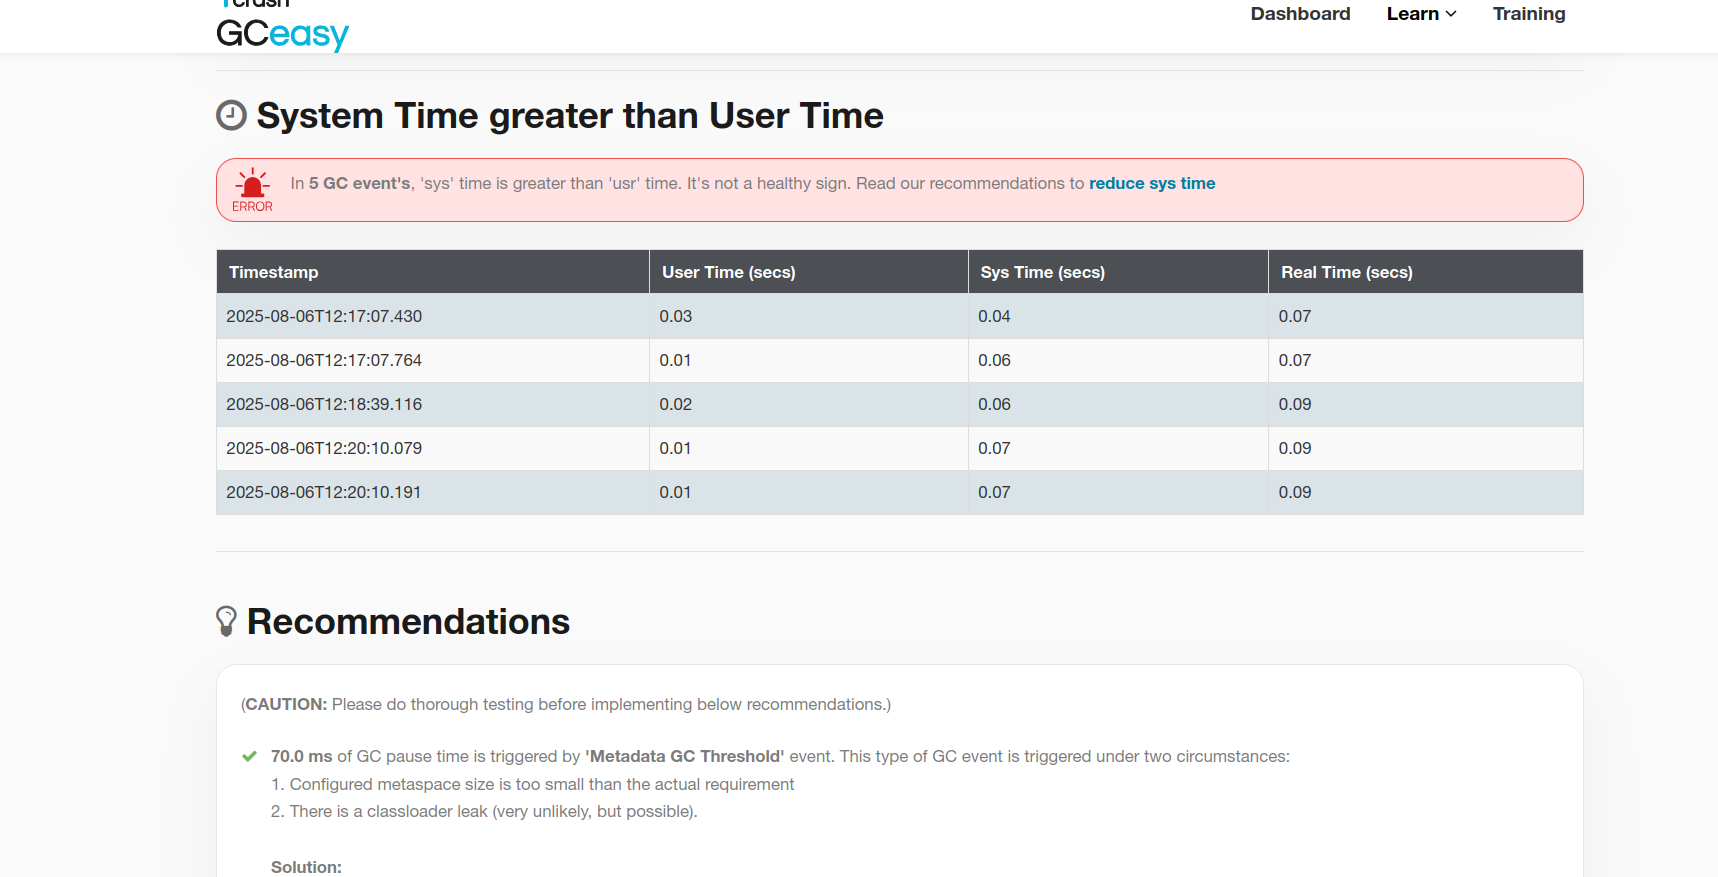 GCeasy
Dashboard
Learn
Training
System Time greater than User Time
ERROR
In 5 GC event's, 'sys' time is greater than 'usr' time. It's not a healthy sign. Read our recommendations to reduce sys time
Timestamp User Time (secs) Sys Time (secs) Real Time (secs)
2025-08-06T12:17:07.430 0.03 0.04 0.07
2025-08-06T12:17:07.764 0.01 0.06 0.07
2025-08-06T12:18:39.116 0.02 0.06 0.09
2025-08-06T12:20:10.079 0.01 0.07 0.09
2025-08-06T12:20:10.191 0.01 0.07 0.09
Recommendations
(CAUTION: Please do thorough testing before implementing below recommendations.)
70.0 ms of GC pause time is triggered by 'Metadata GC Threshold' event. This type of GC event is triggered under two circumstances:
1. Configured metaspace size is too small than the actual requirement
2. There is a classloader leak (very unlikely, but possible).
Solution: